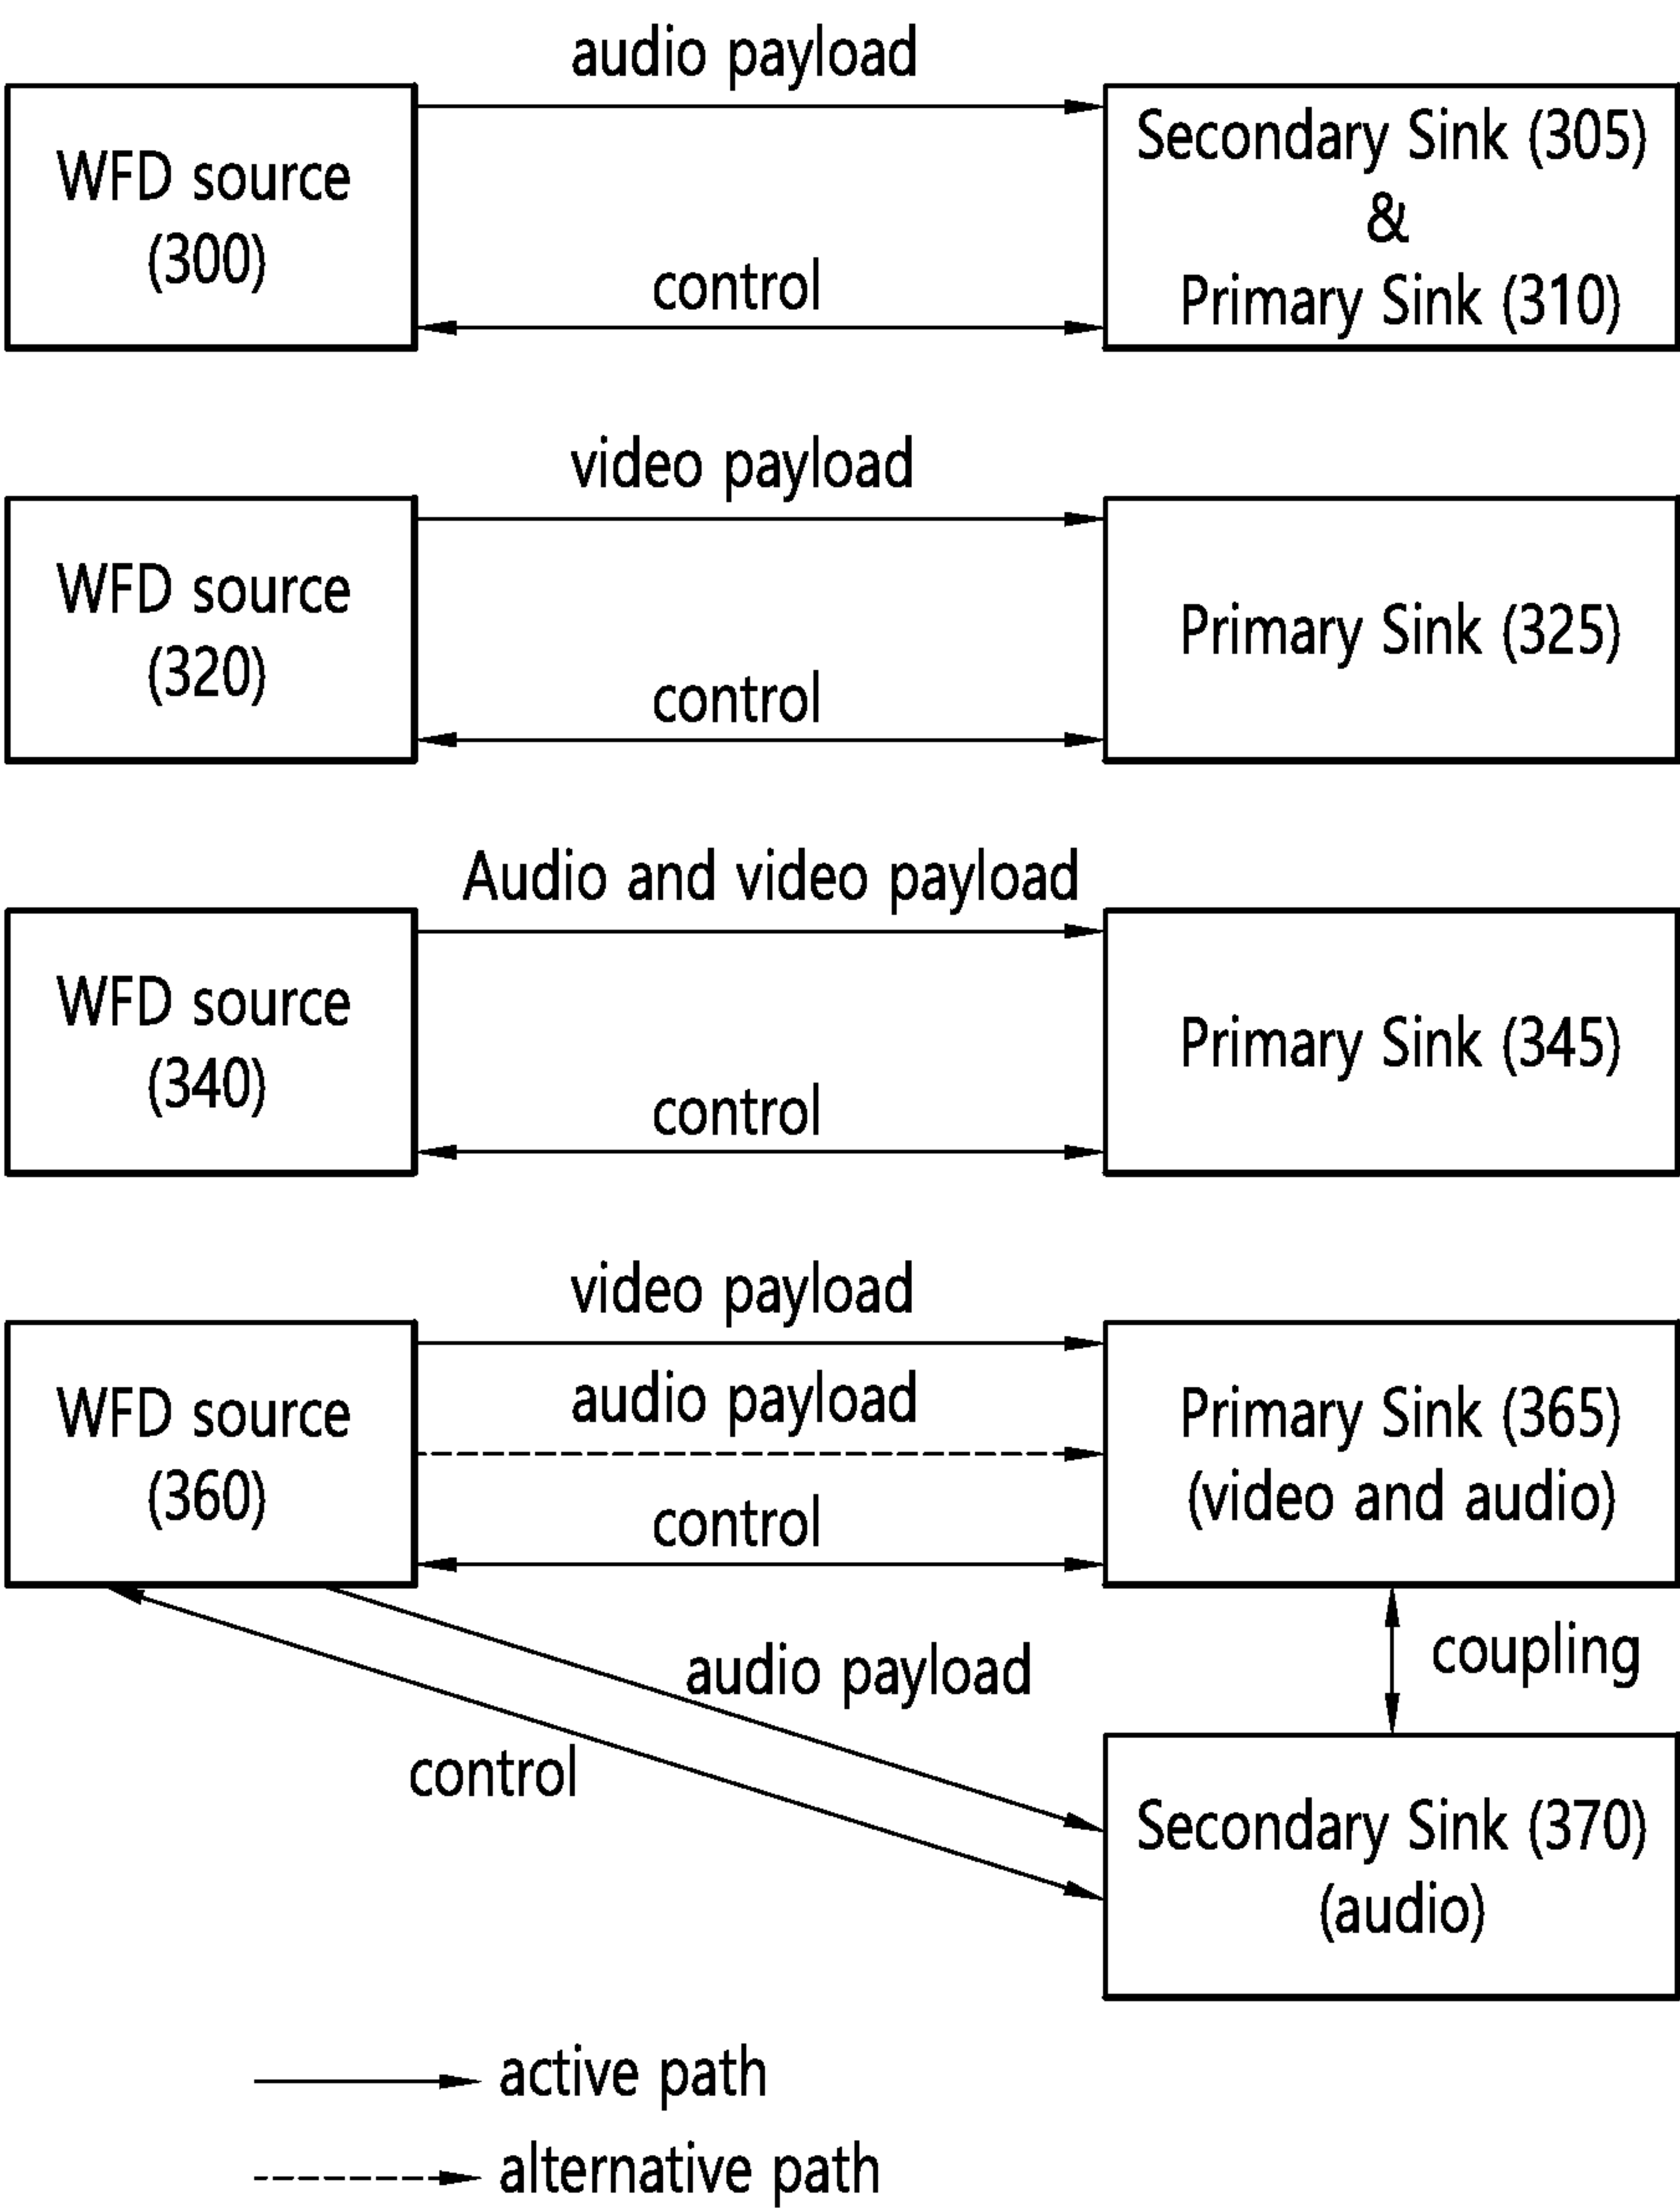 audio payload
WFD source
(300)
control
Secondary Sink (305)
&
Primary Sink (310)
video payload
WFD source
(320)
control
Primary Sink (325)
Audio and video payload
WFD source
(340)
control
Primary Sink (345)
video payload
WFD source
(360)
audio payload
control
Primary Sink (365)
(video and audio)
audio payload
control
coupling
Secondary Sink (370)
(audio)
active path
alternative path